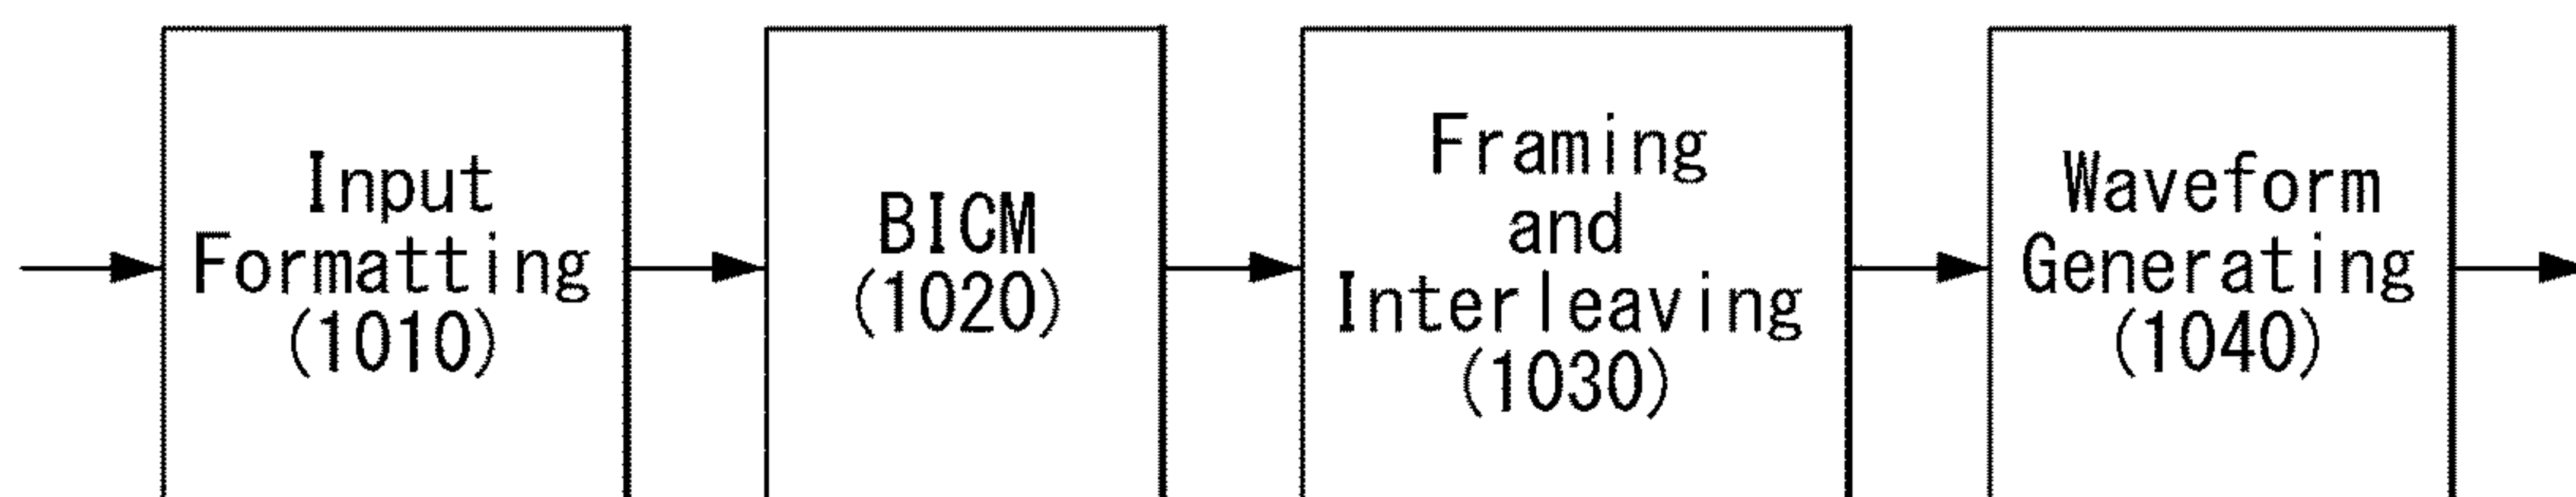 Input
Formatting
(1010)
BICM
(1020)
Framing
and
Interleaving
(1030)
Waveform
Generating
(1040)